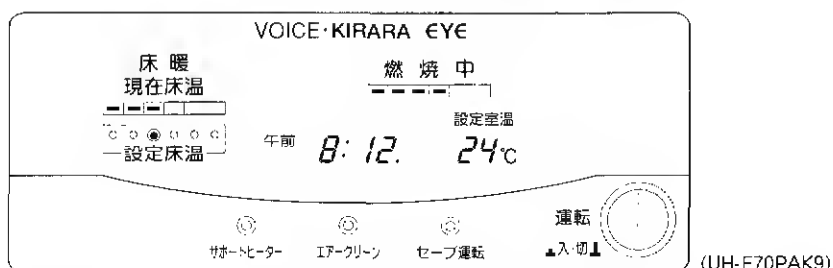 VOICE・KIRARA EYE
床 暖
現在床温
燃 焼 中
設定室温
設定床温
午前 8:12. 24℃
サポートヒーター エアークリーン セーブ運転
運転
入・切
(UH-F70PAK9)